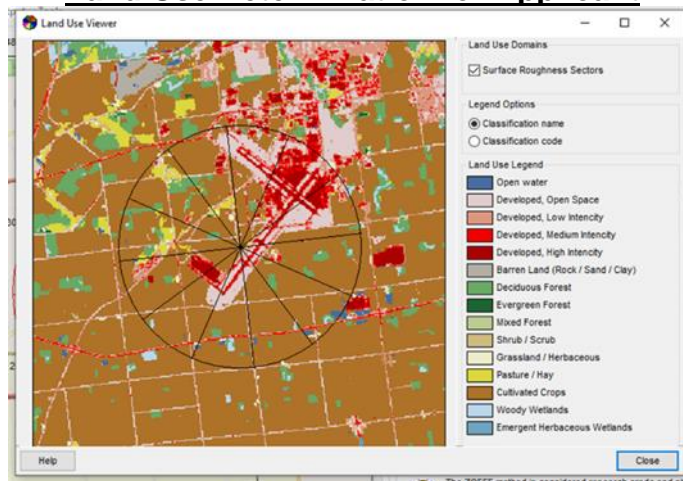 Land Use Viewer
Land Use Domains
Surface Roughness Sectors
Legend Options
Classification name
Classification code
Land Use Legend
Open water
Developed, Open Space
Developed, Low Intencity
Developed, Medium Intencity
Developed, High Intencity
Barren Land (Rock / Sand / Clay)
Deciduous Forest
Evergreen Forest
Mixed Forest
Shrub / Scrub
Grassland / Herbaceous
Pasture / Hay
Cultivated Crops
Woody Wetlands
Emergent Herbaceous Wetlands
Help
Close